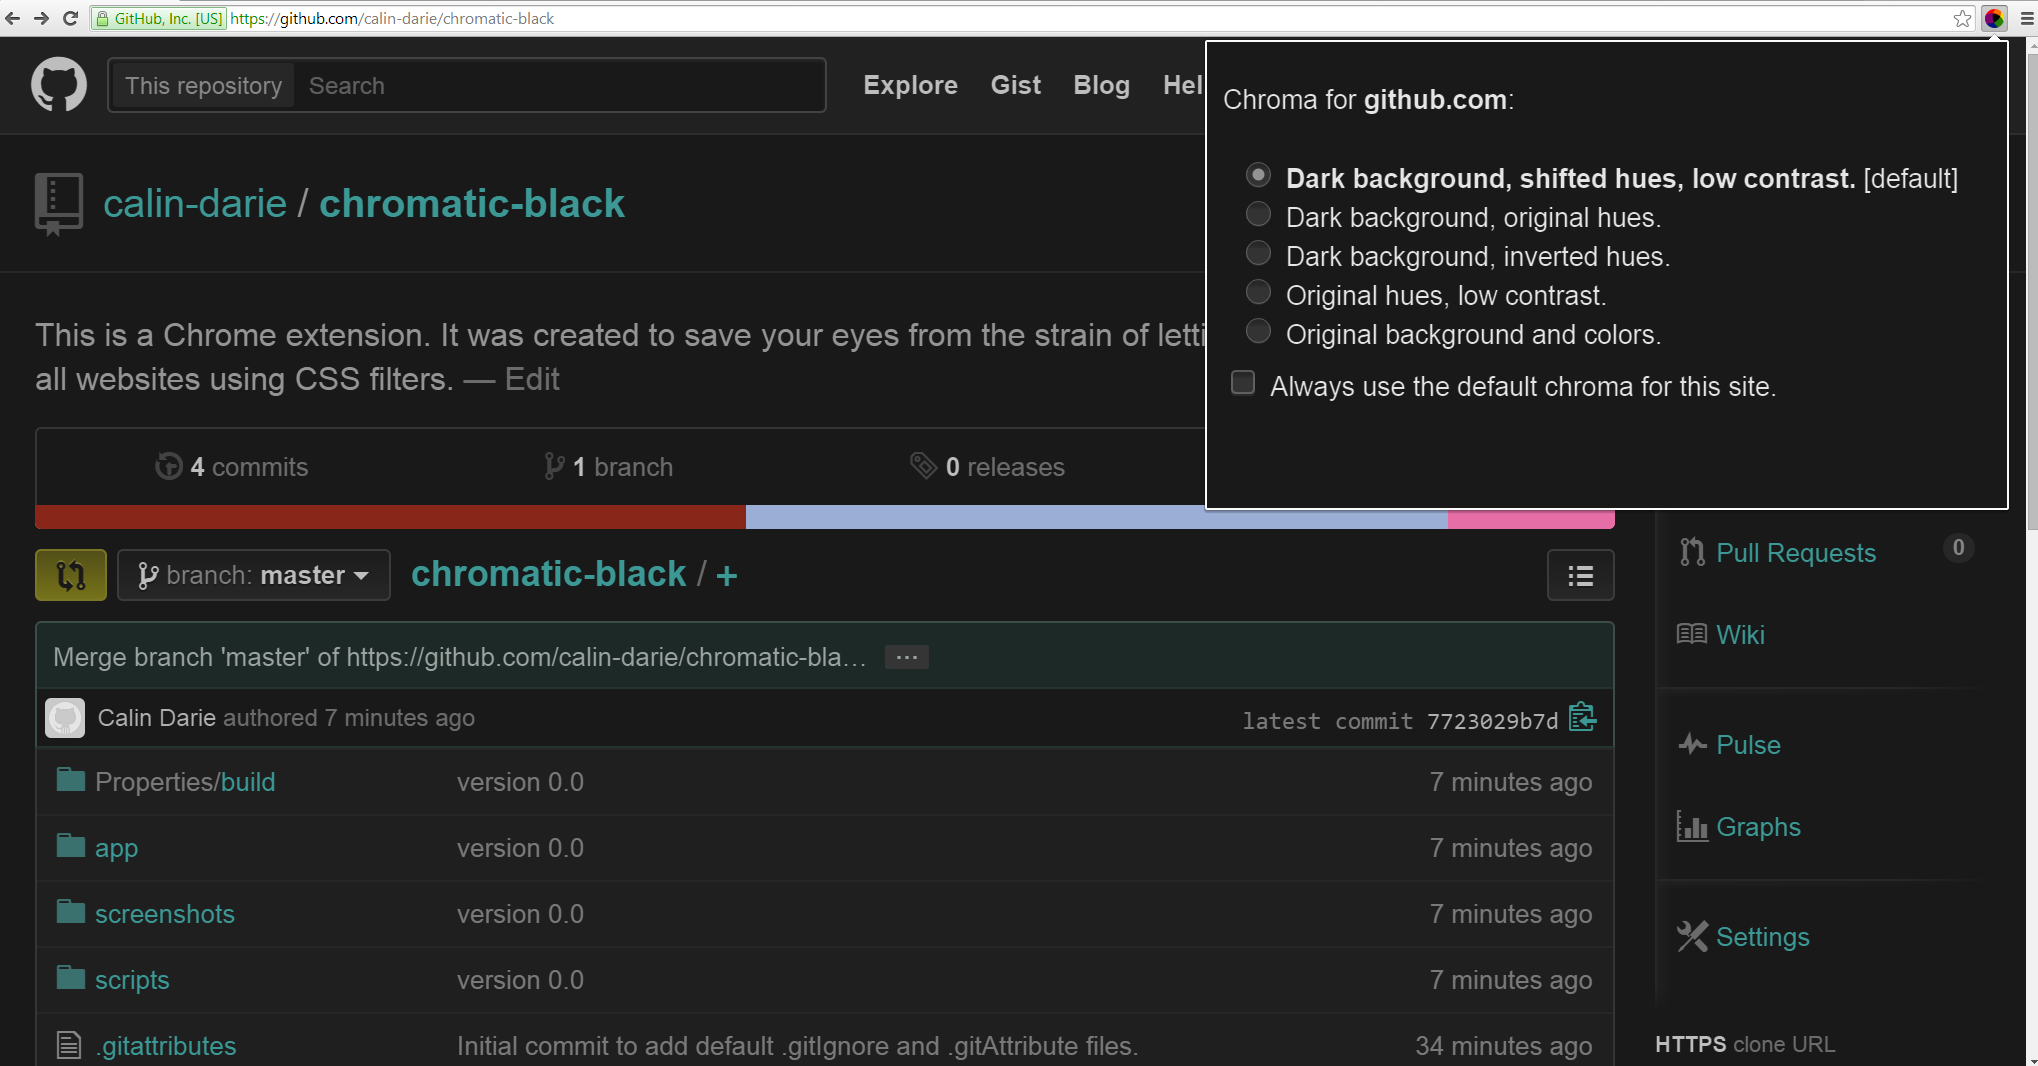 GitHub, Inc. [US] https://github.com/calin-darie/chromatic-black
This repository Search
Explore Gist Blog Hel
Chroma for github.com:
Dark background, shifted hues, low contrast. [default]
Dark background, original hues.
Dark background, inverted hues.
Original hues, low contrast.
Original background and colors.
Always use the default chroma for this site.
calin-darie / chromatic-black
This is a Chrome extension. It was created to save your eyes from the strain of letti
all websites using CSS filters. — Edit
4 commits 1 branch 0 releases
branch: master chromatic-black / +
Merge branch 'master' of https://github.com/calin-darie/chromatic-bla… ...
Calin Darie authored 7 minutes ago latest commit 7723029b7d
Properties/build version 0.0 7 minutes ago
app version 0.0 7 minutes ago
screenshots version 0.0 7 minutes ago
scripts version 0.0 7 minutes ago
.gitattributes Initial commit to add default .gitIgnore and .gitAttribute files. 34 minutes ago
Pull Requests 0
Wiki
Pulse
Graphs
Settings
HTTPS clone URL